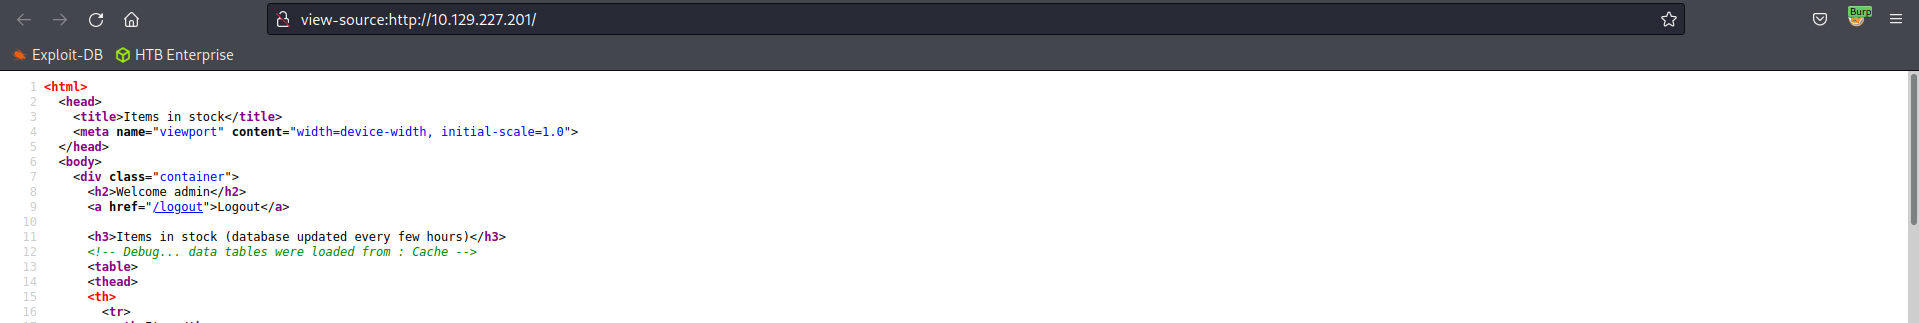 view-source:http://10.129.227.201/
Burp
Exploit-DB HTB Enterprise
1 <html>
2 <head>
3 <title>Items in stock</title>
4 <meta name="viewport" content="width=device-width, initial-scale=1.0">
5 </head>
6 <body>
7 <div class="container">
8 <h2>Welcome admin</h2>
9 <a href="/logout">Logout</a>
10
11 <h3>Items in stock (database updated every few hours)</h3>
12 <!-- Debug... data tables were loaded from : Cache -->
13 <table>
14 <thead>
15 <th>
16 <tr>